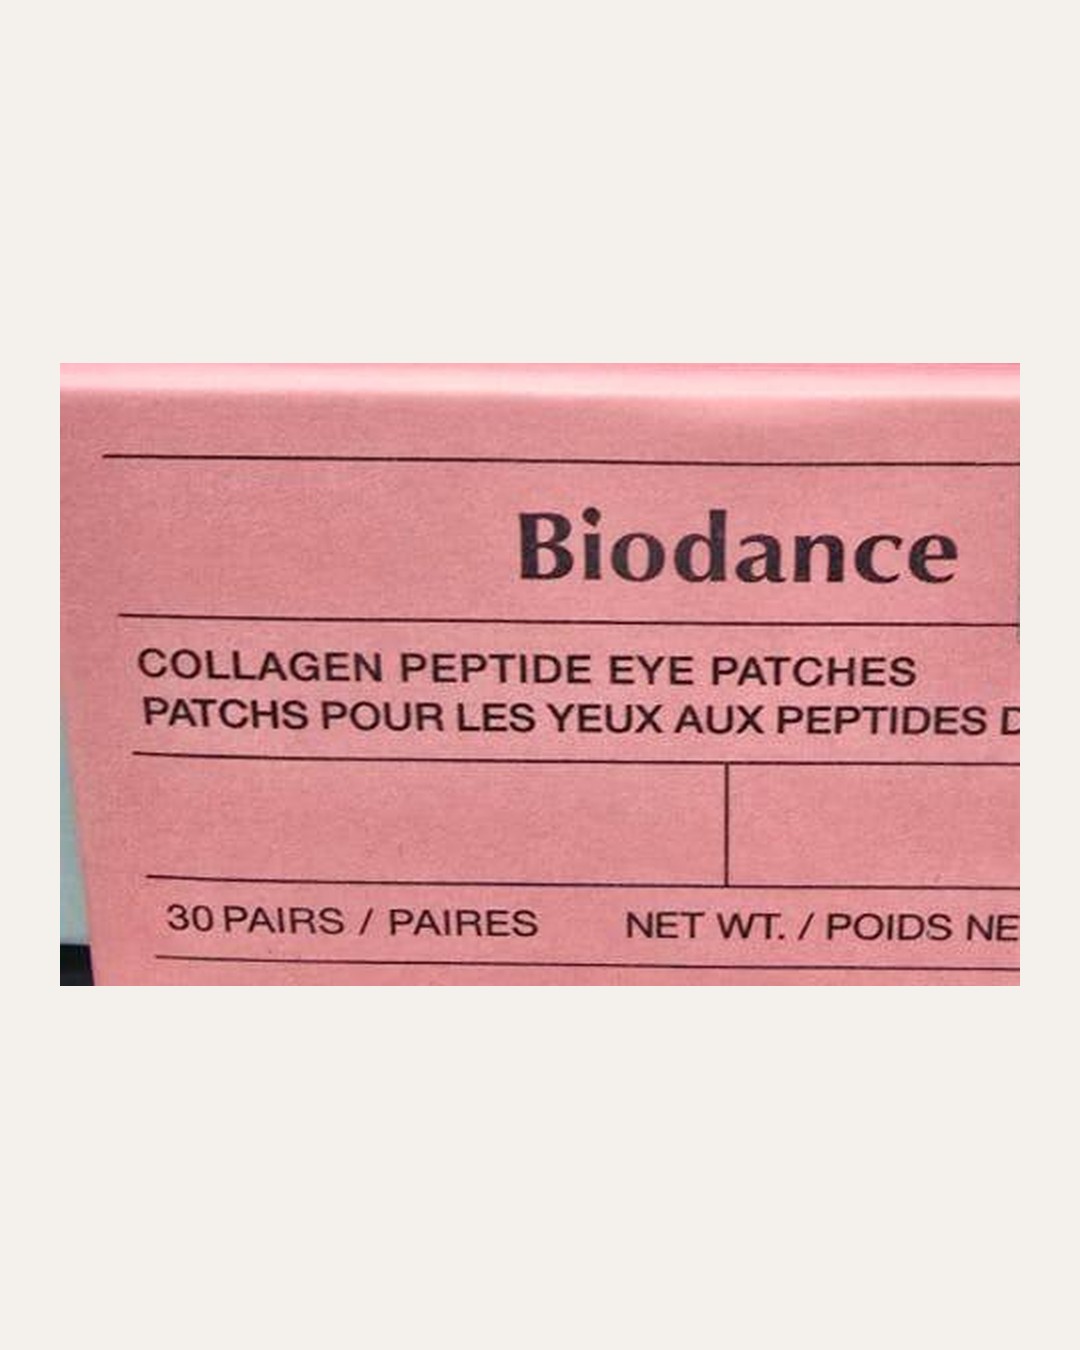 Biodance
COLLAGEN PEPTIDE EYE PATCHES
PATCHS POUR LES YEUX AUX PEPTIDES
30 PAIRS / PAIRES NET WT. / POIDS